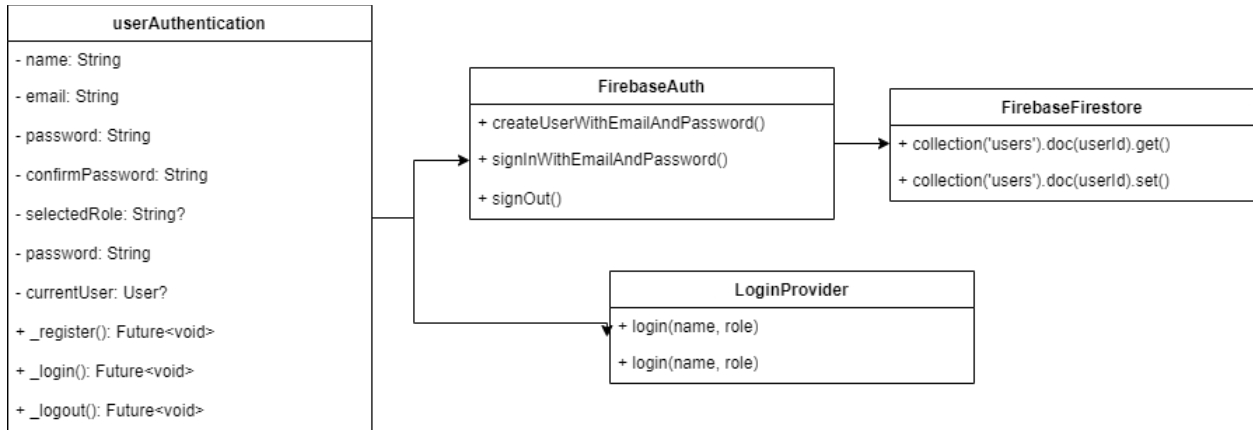 userAuthentication
- name: String
- email: String
- password: String
- confirmPassword: String
- selectedRole: String?
- password: String
- currentUser: User?
+ _register(): Future<void>
+ _login(): Future<void>
+ _logout(): Future<void>
FirebaseAuth
+ createUserWithEmailAndPassword()
+ signInWithEmailAndPassword()
+ signOut()
FirebaseFirestore
+ collection('users').doc(userId).get()
+ collection('users').doc(userId).set()
LoginProvider
+ login(name, role)
+ login(name, role)